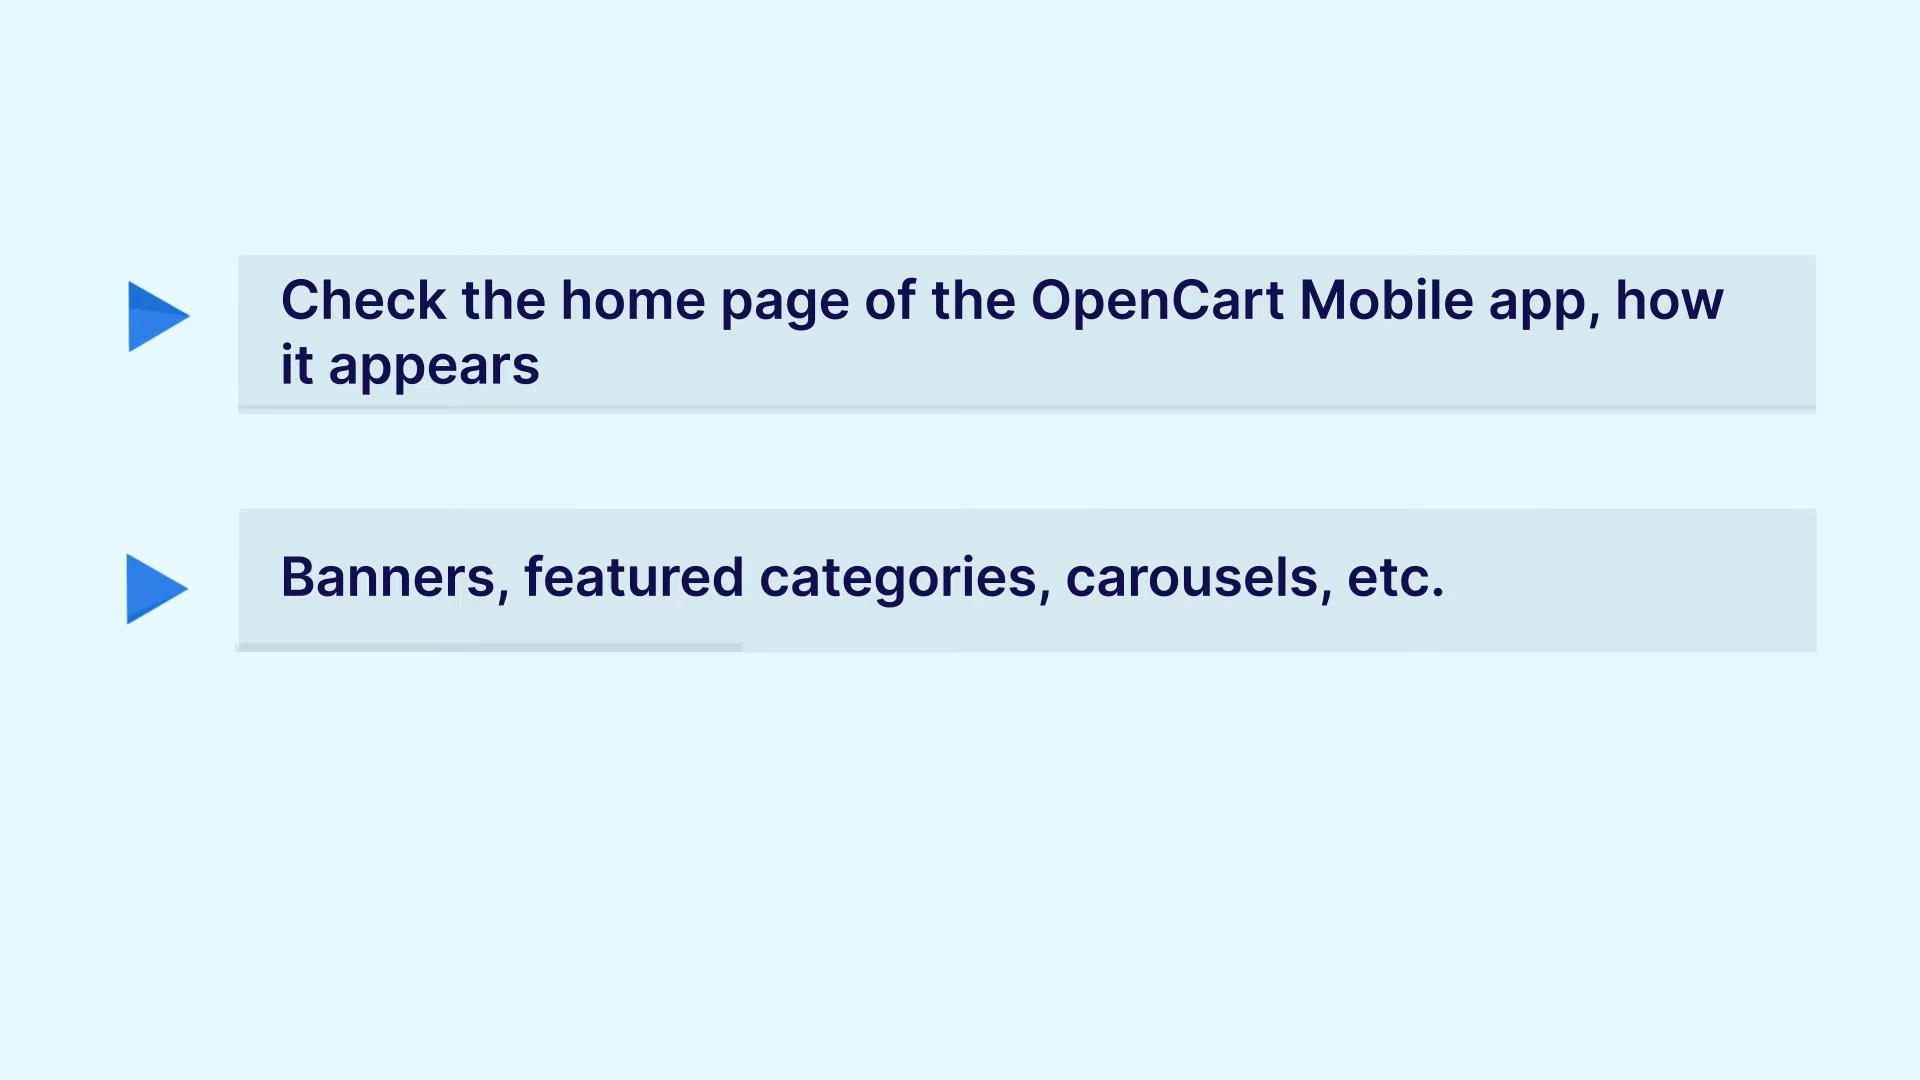 Check the home page of the OpenCart Mobile app, how
it appears
Banners, featured categories, carousels, etc.